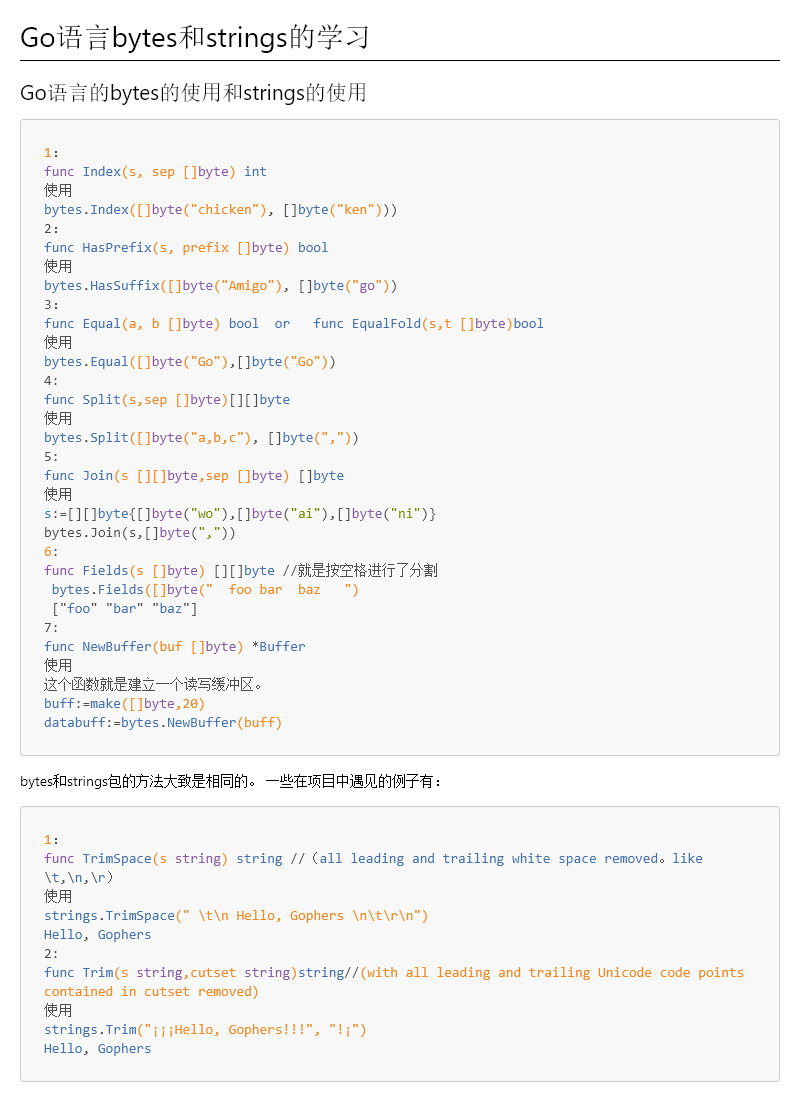 Go语言bytes和strings的学习
Go语言的bytes的使用和strings的使用
1:
func Index(s, sep []byte) int
使用
bytes.Index([]byte("chicken"), []byte("ken")))
2:
func HasPrefix(s, prefix []byte) bool
使用
bytes.HasSuffix([]byte("Amigo"), []byte("go"))
3:
func Equal(a, b []byte) bool  or   func EqualFold(s,t []byte)bool
使用
bytes.Equal([]byte("Go"),[]byte("Go"))
4:
func Split(s,sep []byte)[][]byte
使用
bytes.Split([]byte("a,b,c"), []byte(","))
5:
func Join(s [][]byte,sep []byte) []byte
使用
s:=[][]byte{[]byte("wo"),[]byte("ai"),[]byte("ni")}
bytes.Join(s,[]byte(","))
6:
func Fields(s []byte) [][]byte //就是按空格进行了分割
 bytes.Fields([]byte("  foo bar  baz   ")
 ["foo" "bar" "baz"]
7:
func NewBuffer(buf []byte) *Buffer
使用
这个函数就是建立一个读写缓冲区。
buff:=make([]byte,20)
databuff:=bytes.NewBuffer(buff)
bytes和strings包的方法大致是相同的。 一些在项目中遇见的例子有：
1:
func TrimSpace(s string) string //（all leading and trailing white space removed。like
\t,\n,\r）
使用
strings.TrimSpace(" \t\n Hello, Gophers \n\t\r\n")
Hello, Gophers
2:
func Trim(s string,cutset string)string//(with all leading and trailing Unicode code points
contained in cutset removed)
使用
strings.Trim("¡¡¡Hello, Gophers!!!", "!¡")
Hello, Gophers